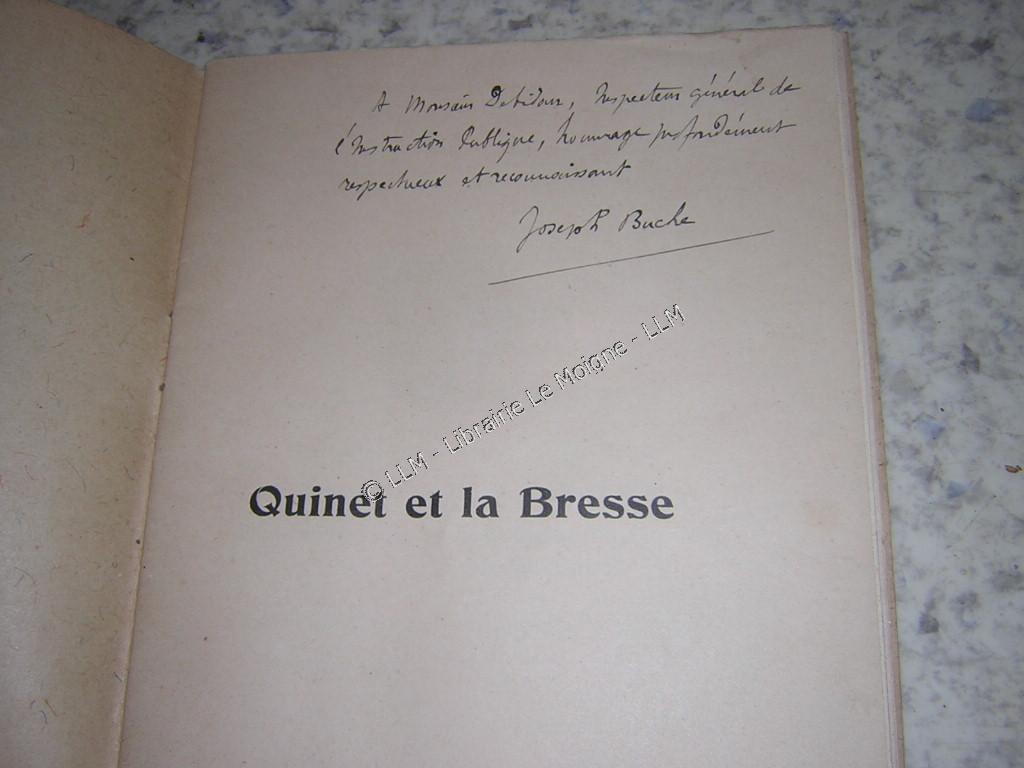 A Monsieur Debidour, Inspecteur général de
l'Instruction Publique, hommage profondément
respectueux et reconnaissant
Joseph Buche
© LLM - Librairie Le Moigne - LLM
Quinet et la Bresse